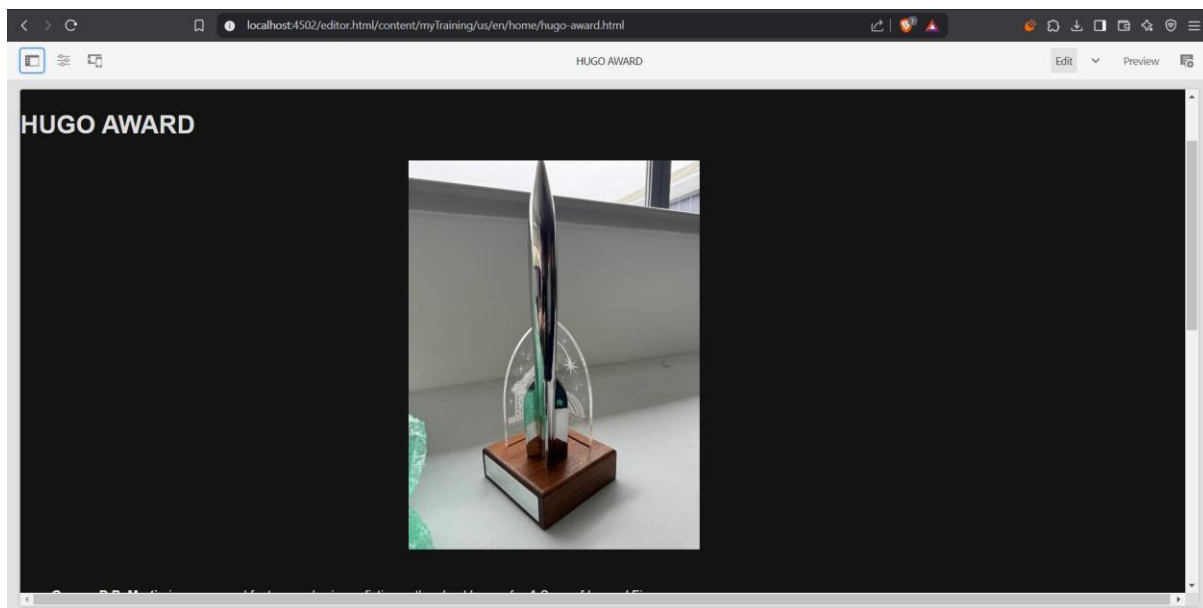 localhost:4502/editor.html/content/myTraining/us/en/home/hugo-award.html
HUGO AWARD
Edit
Preview
HUGO AWARD